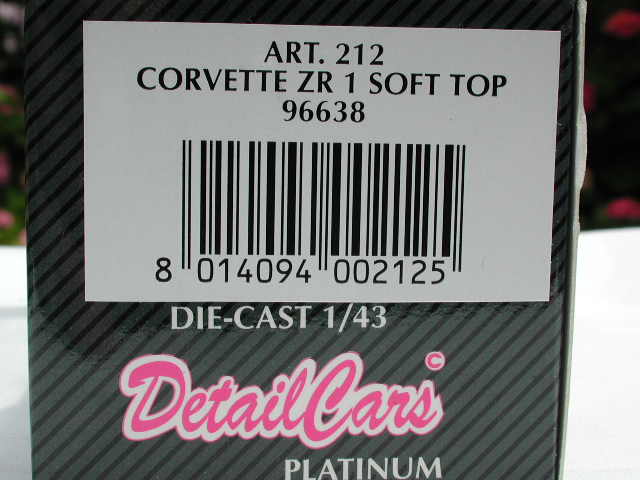 ART. 212
CORVETTE ZR 1 SOFT TOP
96638
8 014094 002125
DIE-CAST 1/43
DetailCars ©
PLATINUM